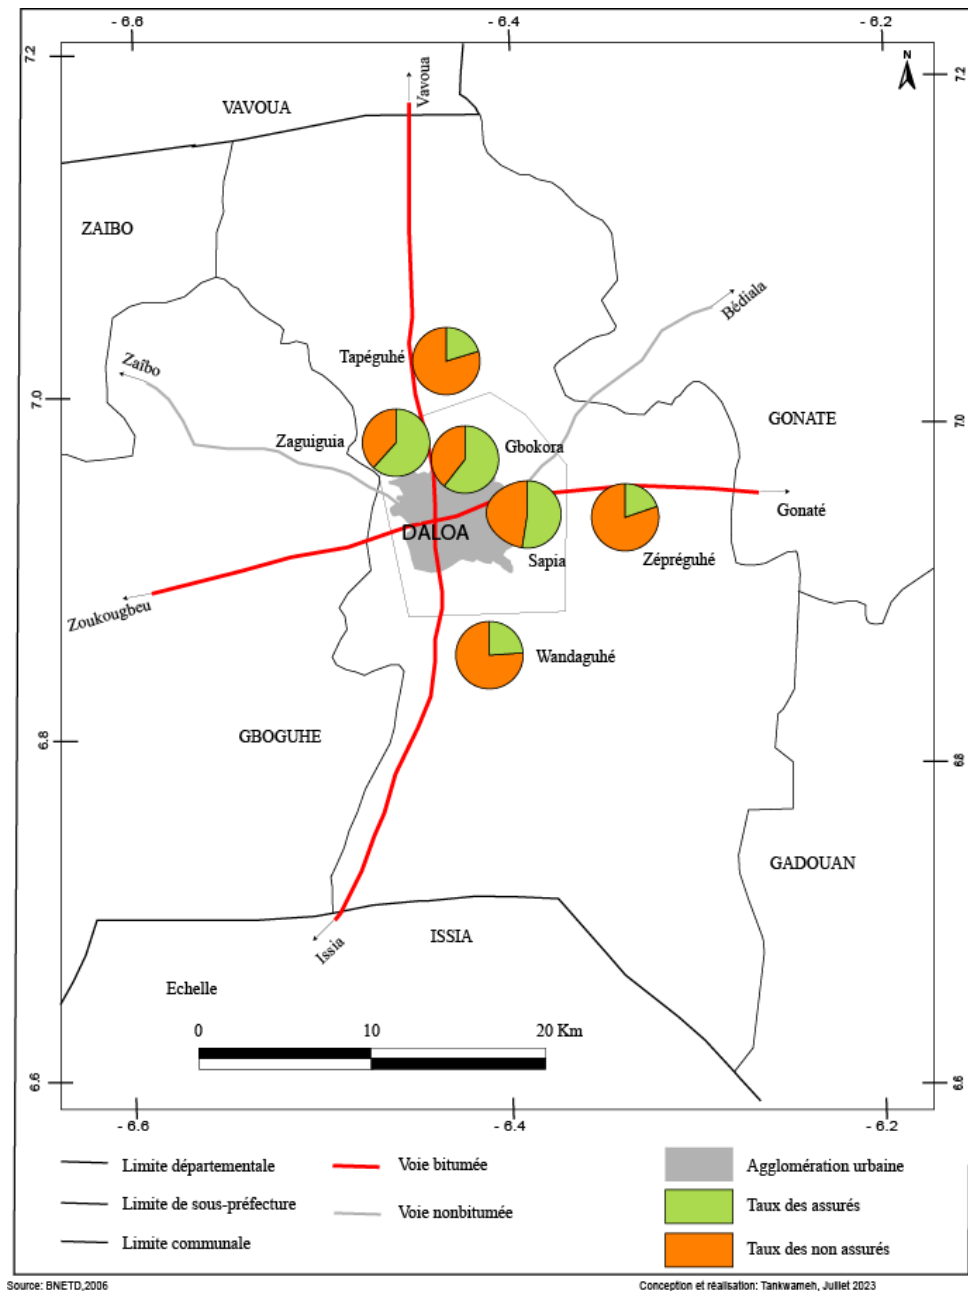 - 6.6 - 6.4 - 6.2
7.2 7.2
N
Vavoua
VAVOUA
ZAIBO
Bédiala
Tapéguhé
Zaîbo
7.0 7.0
GONATE
Zaguiguia
Gbokora
Gonaté
DALOA
Sapia
Zépréguhé
Zoukougbeu
Wandaguhé
GBOGUHE
6.8 6.8
GADOUAN
ISSIA
Issia
Echelle
0 10 20 Km
6.6 6.6
- 6.6 - 6.4 - 6.2
Limite départementale
Limite de sous-préfecture
Limite communale
Voie bitumée
Voie nonbitumée
Agglomération urbaine
Taux des assurés
Taux des non assurés
Source: BNETD,2006
Conception et réalisation: Tankwameh, Juillet 2023